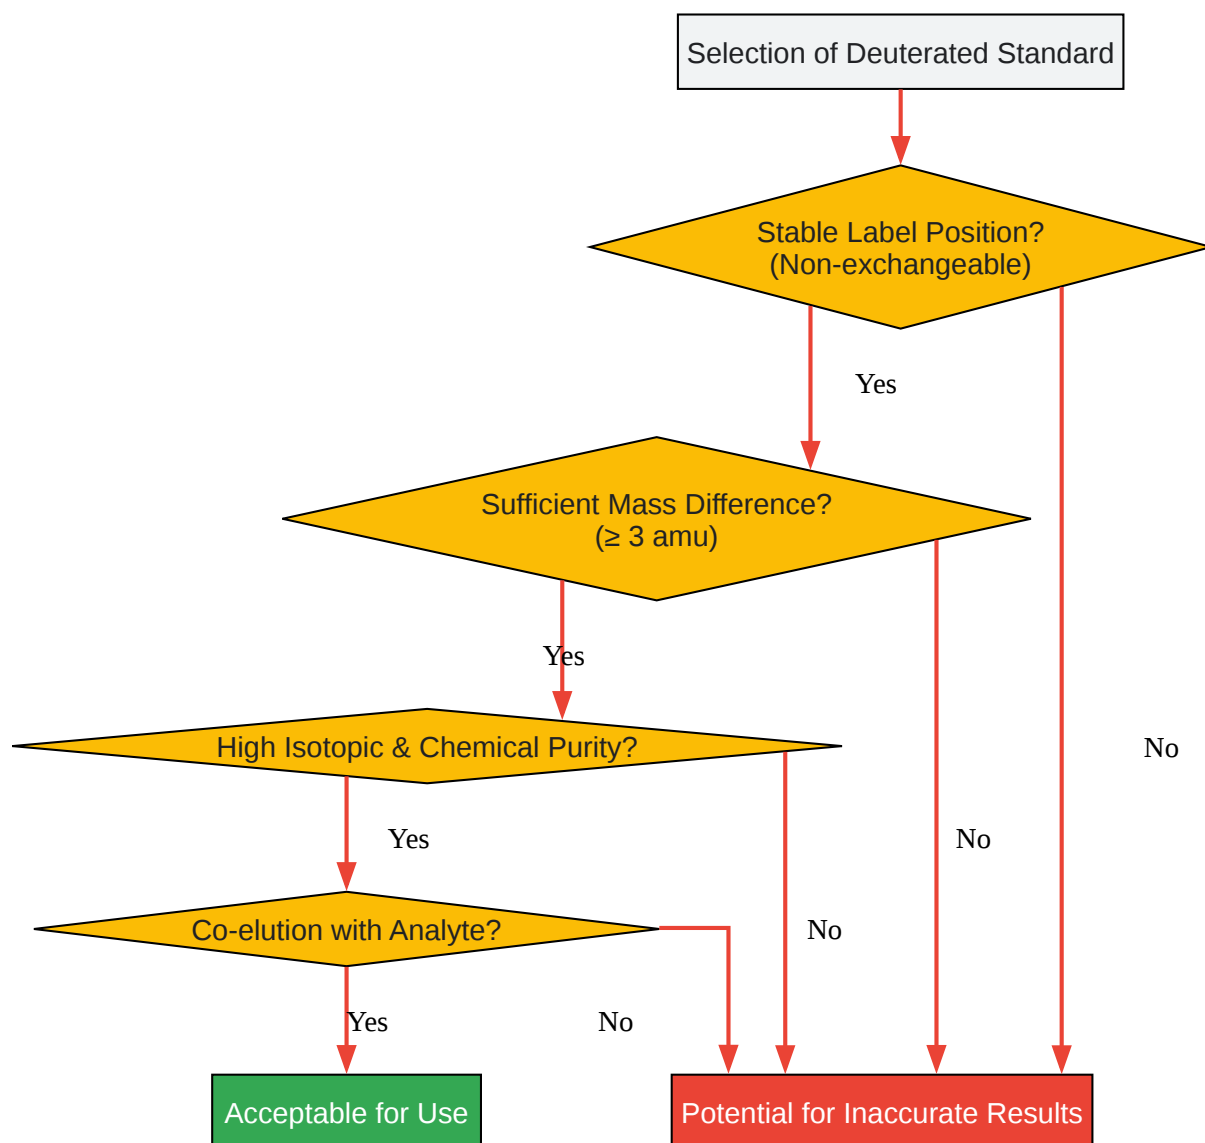 Selection of Deuterated Standard
Stable Label Position?
(Non-exchangeable)
Yes
Sufficient Mass Difference?
(≥ 3 amu)
Yes
High Isotopic & Chemical Purity?
No
Yes
No
Co-elution with Analyte?
No
Yes
No
Acceptable for Use
Potential for Inaccurate Results